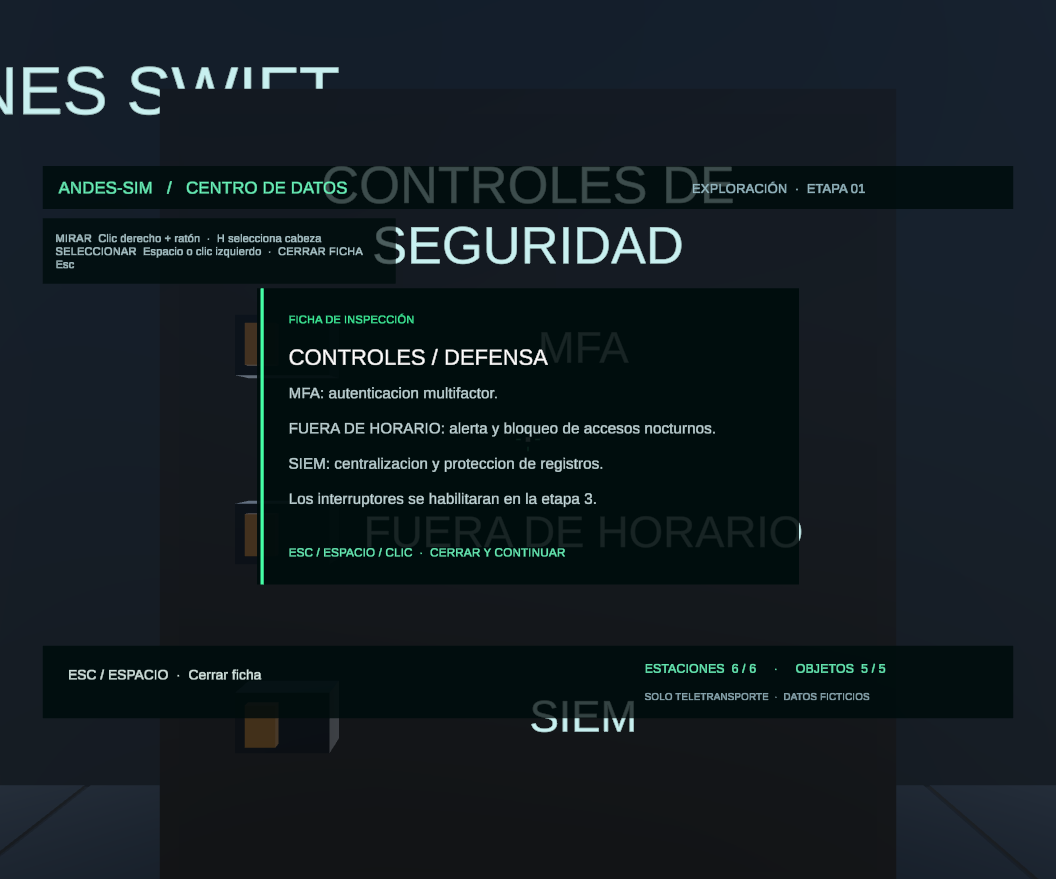 NES SWIFT
CONTROLES DE
ANDES-SIM / CENTRO DE DATOS
EXPLORACIÓN · ETAPA 01
MIRAR Clic derecho + ratón · H selecciona cabeza
SELECCIONAR Espacio o clic izquierdo · CERRAR FICHA
Esc
SEGURIDAD
FICHA DE INSPECCIÓN
MFA
CONTROLES / DEFENSA
MFA: autenticacion multifactor.
FUERA DE HORARIO: alerta y bloqueo de accesos nocturnos.
SIEM: centralizacion y proteccion de registros.
Los interruptores se habilitaran en la etapa 3.
FUERA DE HORARIO
ESC / ESPACIO / CLIC · CERRAR Y CONTINUAR
ESC / ESPACIO · Cerrar ficha
ESTACIONES 6 / 6 · OBJETOS 5 / 5
SOLO TELETRANSPORTE · DATOS FICTICIOS
SIEM